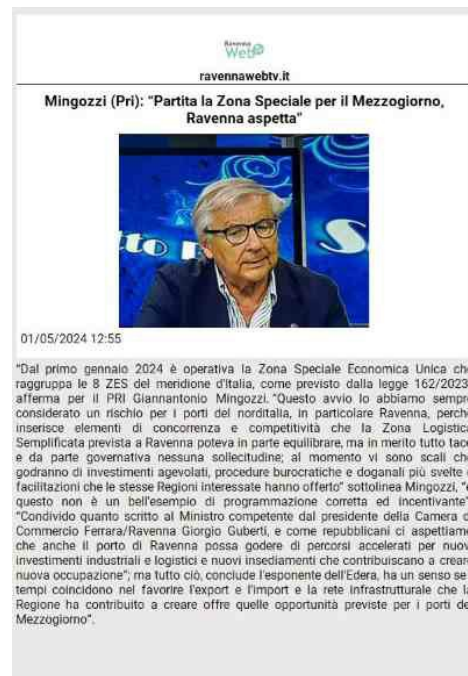 Ravenna
Web
ravennawebtv.it
Mingozzi (Pri): "Partita la Zona Speciale per il Mezzogiorno,
Ravenna aspetta"
01/05/2024 12:55
"Dal primo gennaio 2024 è operativa la Zona Speciale Economica Unica che
raggruppa le 8 ZES del meridione d'Italia, come previsto dalla legge 162/2023
afferma per il PRI Giannantonio Mingozzi. "Questo avvio lo abbiamo sempre
considerato un rischio per i porti del norditalia, in particolare Ravenna, perch
inserisce elementi di concorrenza e competitività che la Zona Logistica
Semplificata prevista a Ravenna poteva in parte equilibrare, ma in merito tutto tace
e da parte governativa nessuna sollecitudine; al momento vi sono scali che
godranno di investimenti agevolati, procedure burocratiche e doganali più svelte
facilitazioni che le stesse Regioni interessate hanno offerto" sottolinea Mingozzi, "e
questo non è un bell'esempio di programmazione corretta ed incentivante"
"Condivido quanto scritto al Ministro competente dal presidente della Camera d
Commercio Ferrara/Ravenna Giorgio Guberti, e come repubblicani ci aspettiamo
che anche il porto di Ravenna possa godere di percorsi accelerati per nuov
investimenti industriali e logistici e nuovi insediamenti che contribuiscano a creare
nuova occupazione"; ma tutto ciò, conclude l'esponente dell'Edera, ha un senso se
tempi coincidono nel favorire l'export e l'import e la rete infrastrutturale che la
Regione ha contribuito a creare offre quelle opportunità previste per i porti de
Mezzogiorno".